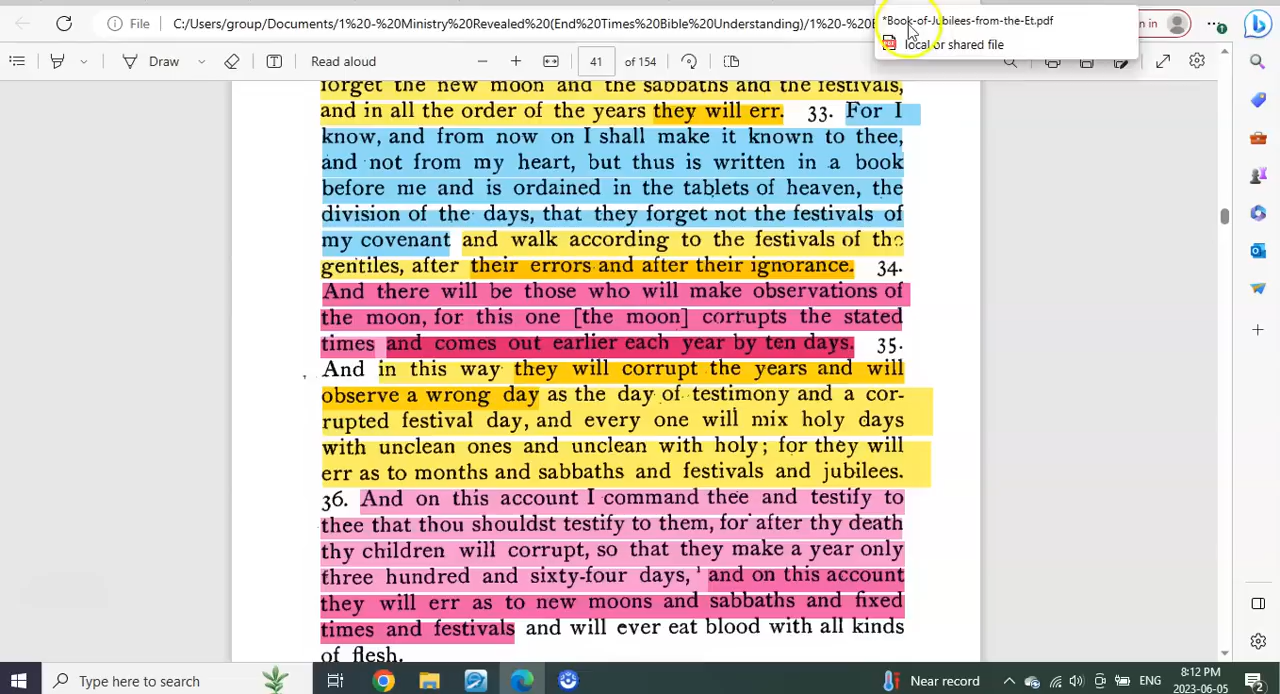 File
C:/Users/group/Documents/1%20-%20Ministry%20Revealed%20(End%20Times%20Bible%20Understanding)/1%20-%20E
*Book-of-Jubilees-from-the-Et.pdf
local or shared file
in
Draw
Read aloud
41 of 154
forget the new moon and the sabbaths and the festivals,
and in all the order of the years they will err. 33. For I
know, and from now on I shall make it known to thee,
and not from my heart, but thus is written in a book
before me and is ordained in the tablets of heaven, the
division of the days, that they forget not the festivals of
my covenant and walk according to the festivals of the
gentiles, after their errors and after their ignorance. 34.
And there will be those who will make observations of
the moon, for this one [the moon] corrupts the stated
times and comes out earlier each year by ten days. 35.
And in this way they will corrupt the years and will
observe a wrong day as the day of testimony and a cor-
rupted festival day, and every one will mix holy days
with unclean ones and unclean with holy; for they will
err as to months and sabbaths and festivals and jubilees.
36. And on this account I command thee and testify to
thee that thou shouldst testify to them, for after thy death
thy children will corrupt, so that they make a year only
three hundred and sixty-four days, and on this account
they will err as to new moons and sabbaths and fixed
times and festivals and will ever eat blood with all kinds
of flesh.
Type here to search
Near record
ENG
8:12 PM
2023-06-05
2